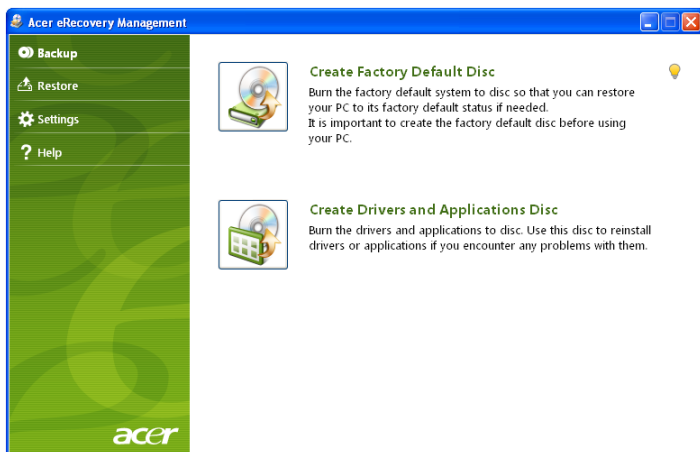 Acer eRecovery Management
Backup
Restore
Settings
? Help
Create Factory Default Disc
Burn the factory default system to disc so that you can restore
your PC to its factory default status if needed.
It is important to create the factory default disc before using
your PC.
Create Drivers and Applications Disc
Burn the drivers and applications to disc. Use this disc to reinstall
drivers or applications if you encounter any problems with them.
acer